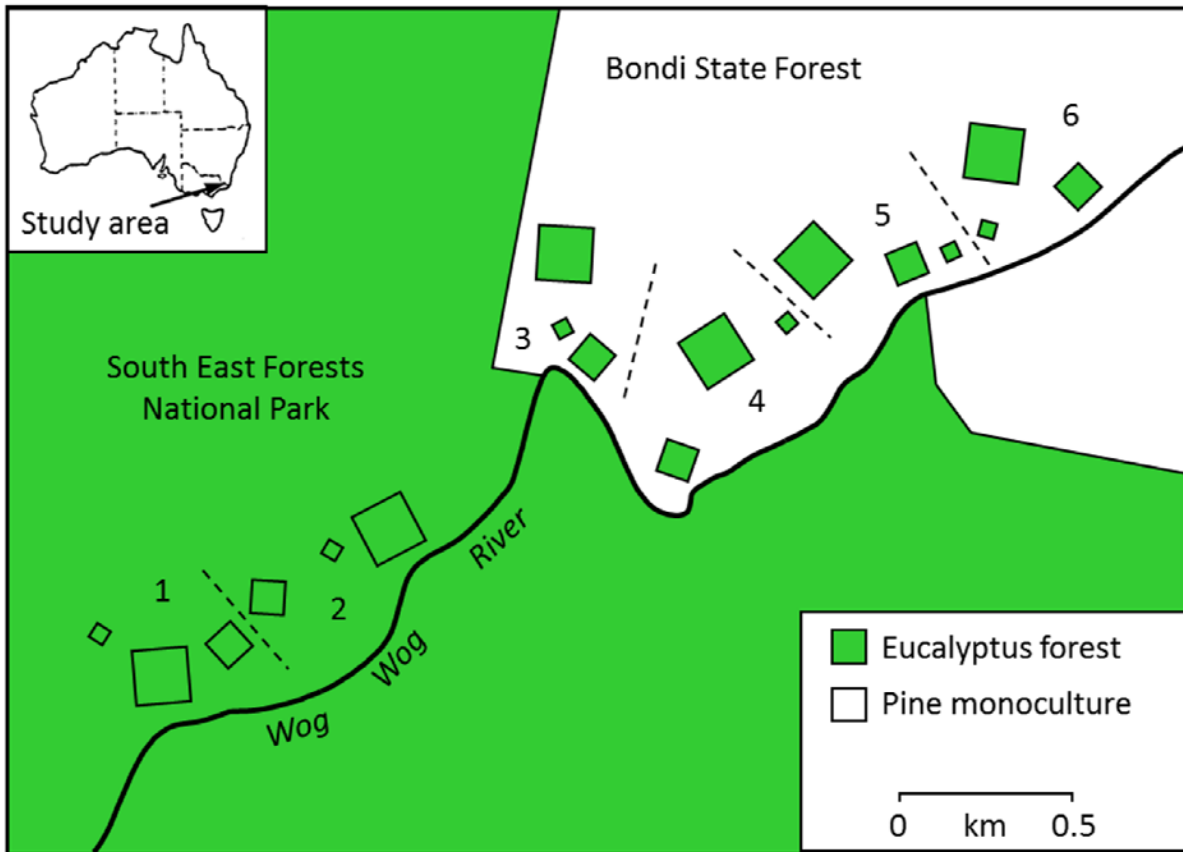 Study area
Bondi State Forest
6
5
3
4
South East Forests
National Park
River
1
2
Wog
Wog
Eucalyptus forest
Pine monoculture
0 km 0.5